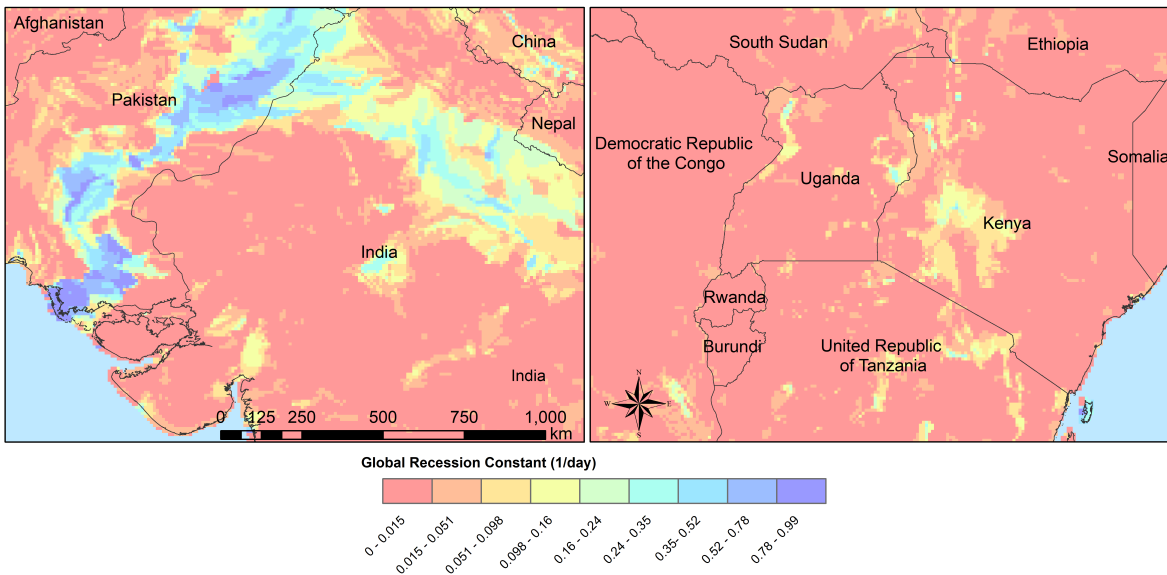 Afghanistan
China
Pakistan
Nepal
India
India
0 125 250 500 750 1,000
km
South Sudan
Ethiopia
Democratic Republic
of the Congo
Somalia
Uganda
Kenya
Rwanda
Burundi
United Republic
of Tanzania
N
W E
S
Global Recession Constant (1/day)
0 - 0.015
0.015 - 0.051
0.051 - 0.098
0.098 - 0.16
0.16 - 0.24
0.24 - 0.35
0.35- 0.52
0.52 - 0.78
0.78 - 0.99